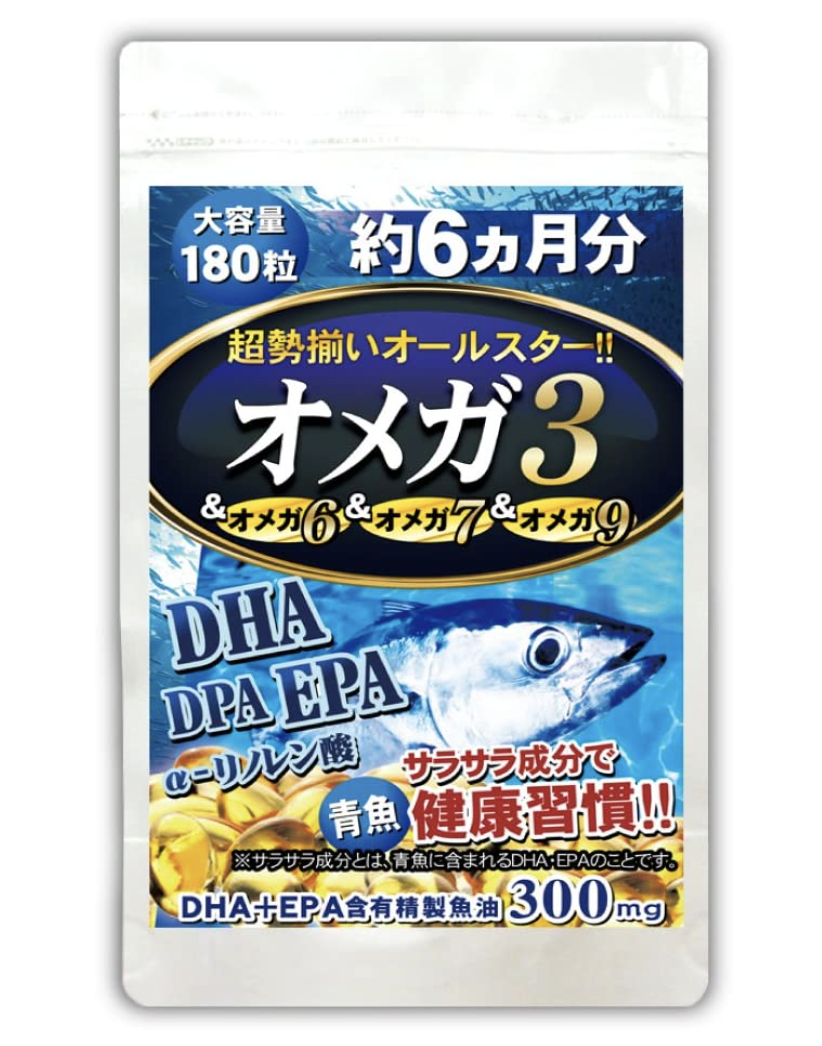 大容量
180粒
約6ヵ月分
超勢揃いオールスター!!
オメガ3
&オメガ6&オメガ7&オメガ9
DHA
DPA EPA
α-リノレン酸
サラサラ成分で
青魚 健康習慣!!
※サラサラ成分とは、青魚に含まれるDHA・EPAのことです。
DHA+EPA含有精製魚油 300mg